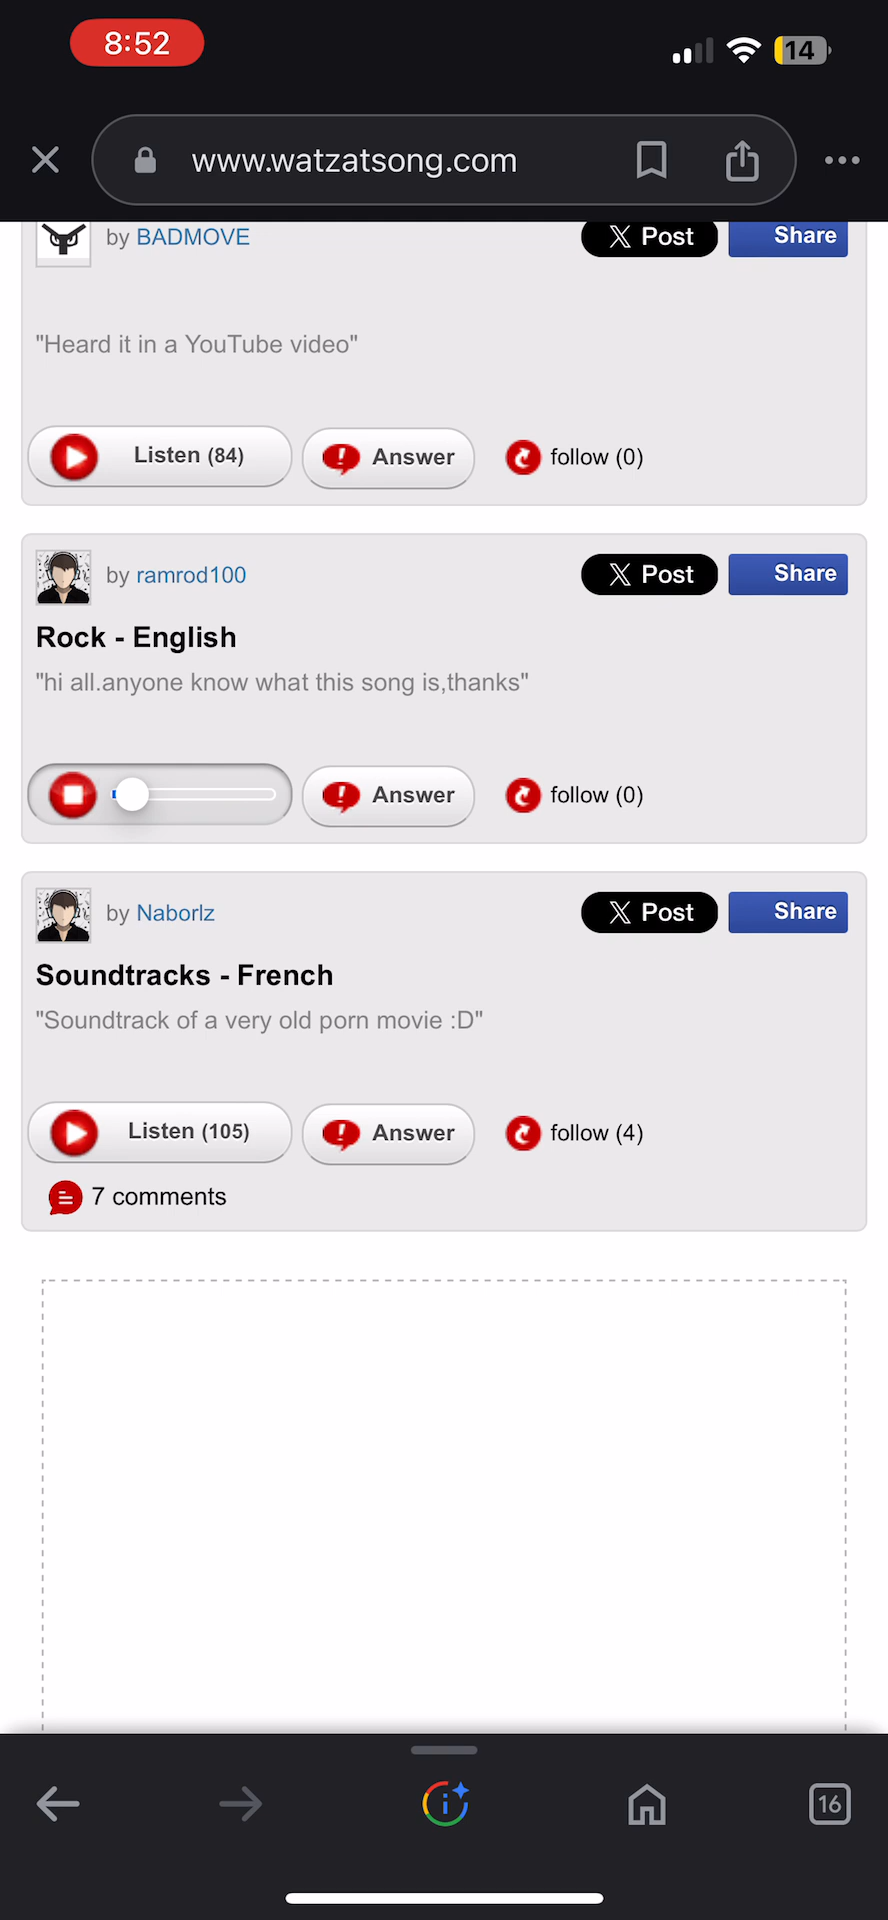 8:52
14
www.watzatsong.com
by BADMOVE
Post
Share
"Heard it in a YouTube video"
Listen (84)
Answer
follow (0)
by ramrod100
Post
Share
Rock - English
"hi all.anyone know what this song is,thanks"
Answer
follow (0)
by Naborlz
Post
Share
Soundtracks - French
"Soundtrack of a very old porn movie :D"
Listen (105)
Answer
follow (4)
7 comments
16